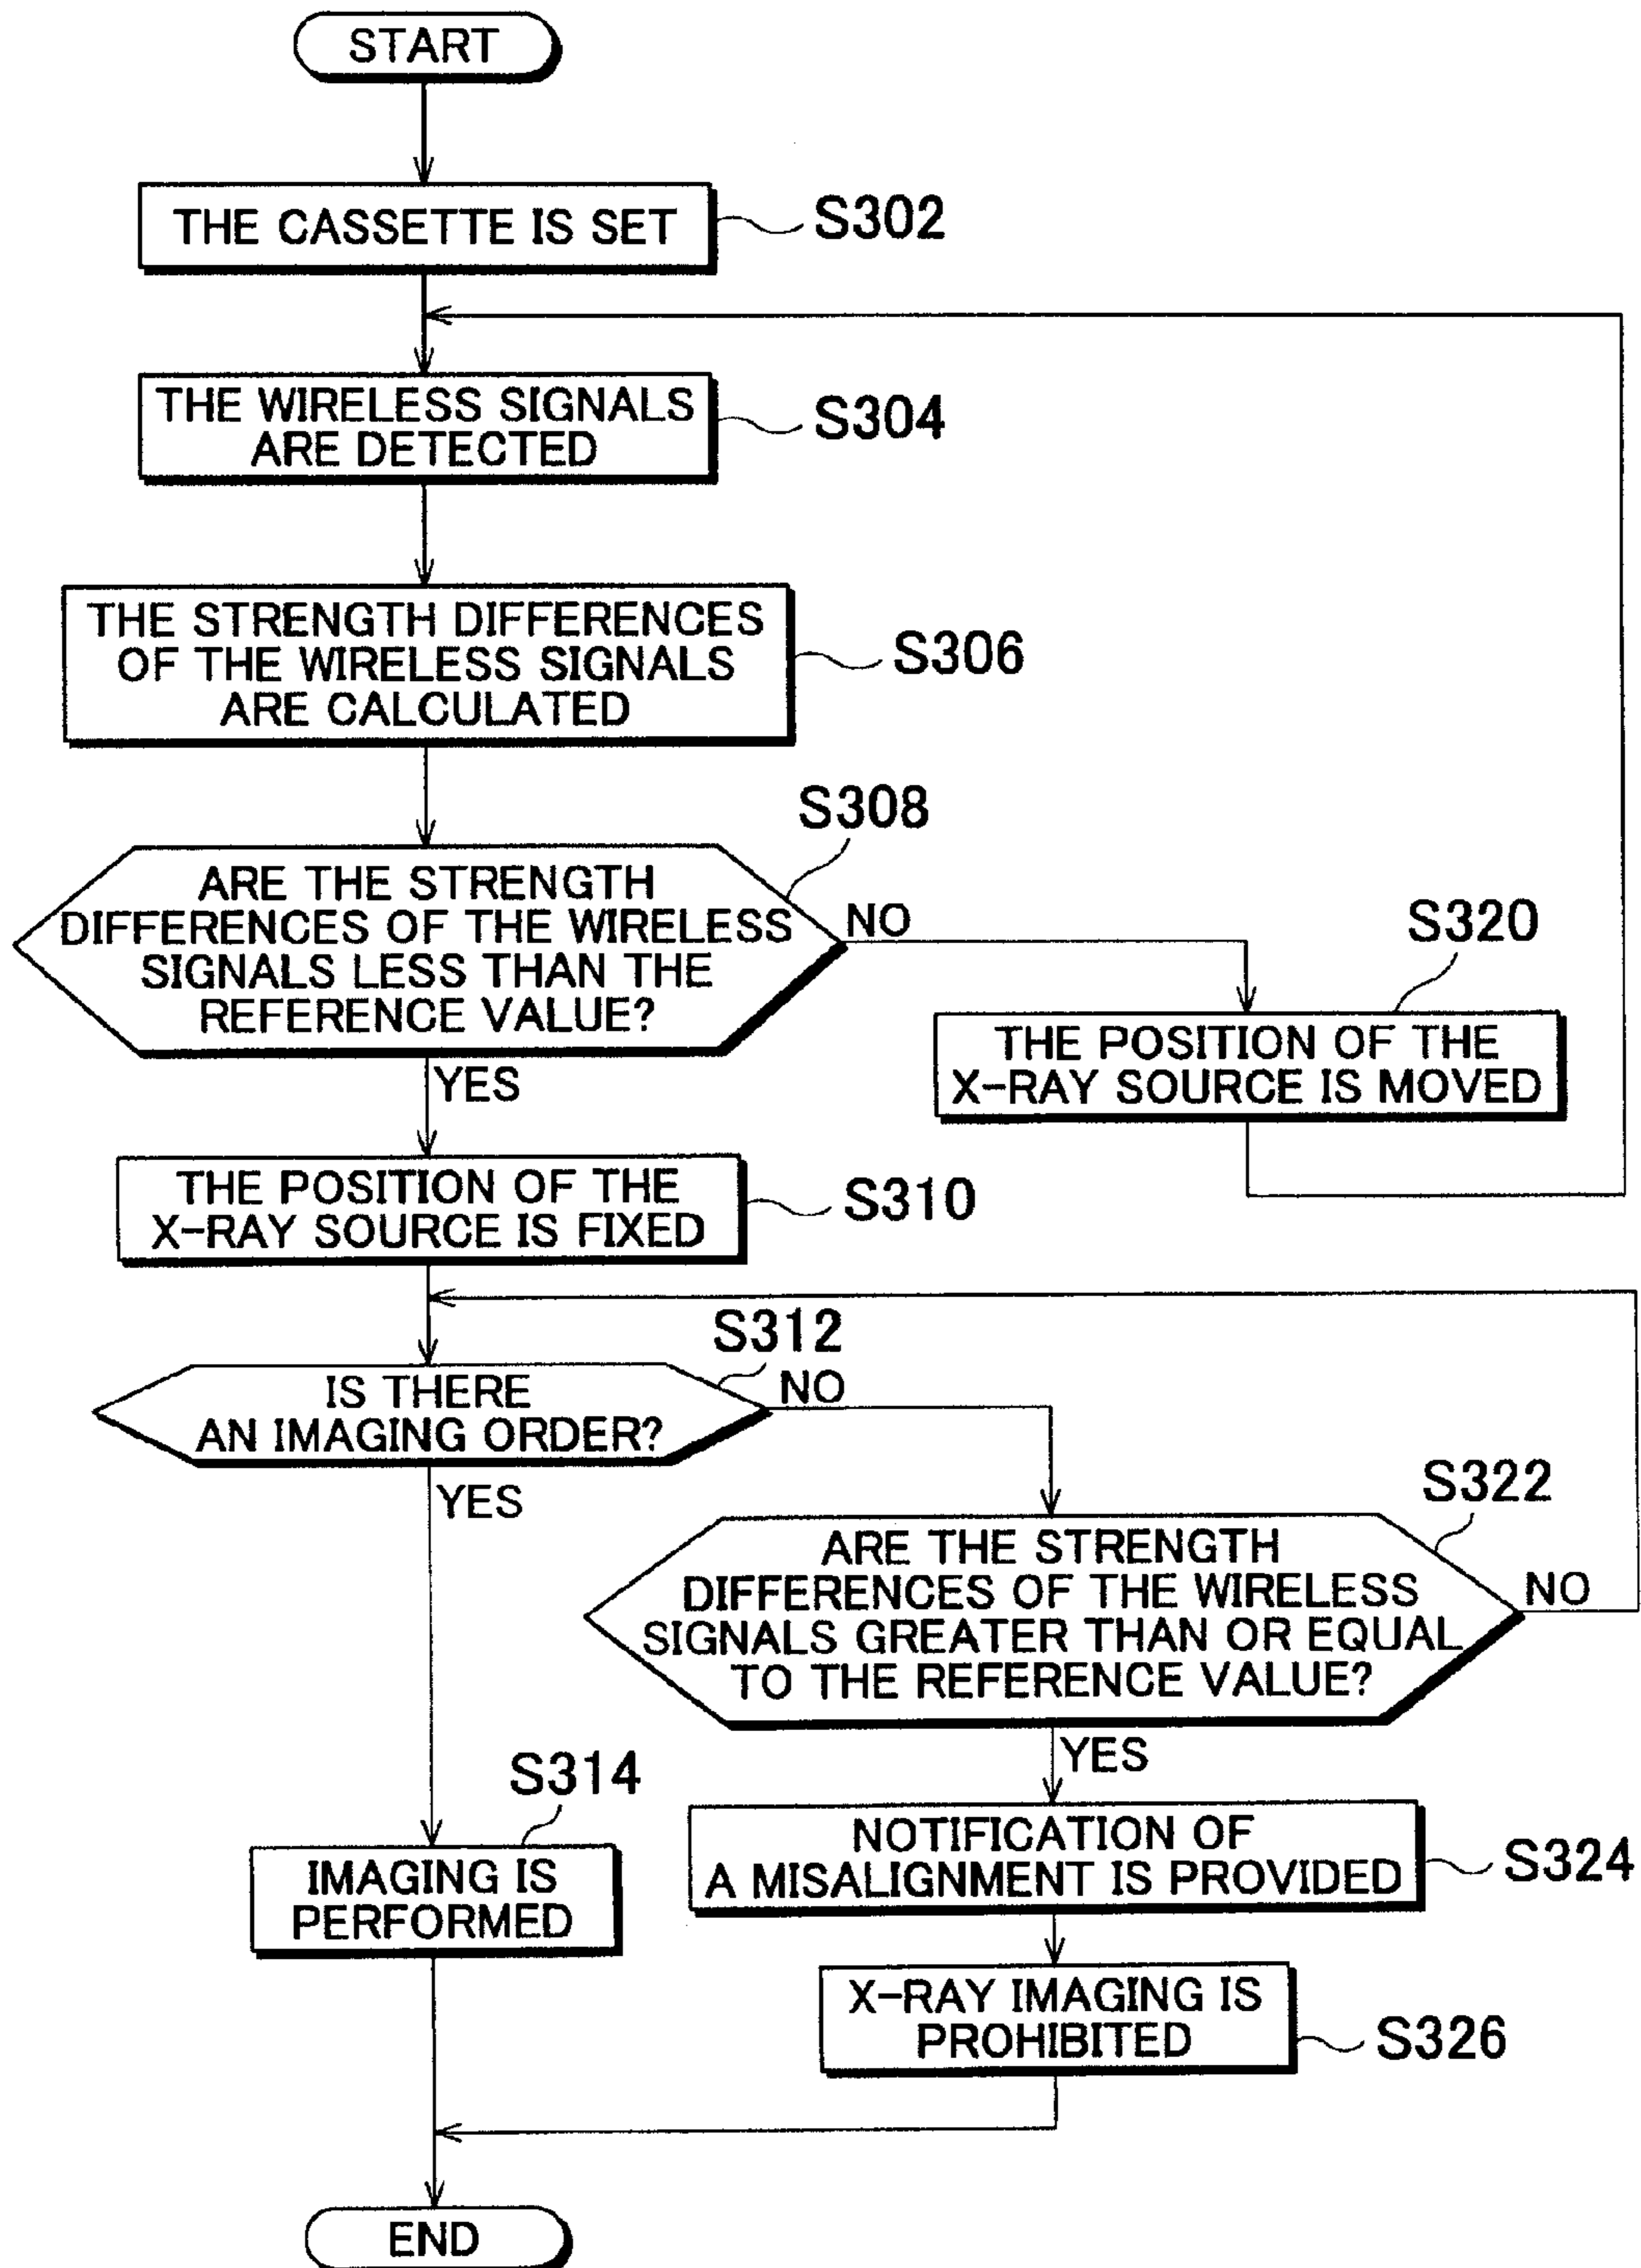 START
THE CASSETTE IS SET
S302
THE WIRELESS SIGNALS
ARE DETECTED
S304
THE STRENGTH DIFFERENCES
OF THE WIRELESS SIGNALS
ARE CALCULATED
S306
S308
ARE THE STRENGTH
DIFFERENCES OF THE WIRELESS
SIGNALS LESS THAN THE
REFERENCE VALUE?
NO
S320
THE POSITION OF THE
X-RAY SOURCE IS MOVED
YES
THE POSITION OF THE
X-RAY SOURCE IS FIXED
S310
S312
IS THERE
AN IMAGING ORDER?
NO
YES
S322
ARE THE STRENGTH
DIFFERENCES OF THE WIRELESS
SIGNALS GREATER THAN OR EQUAL
TO THE REFERENCE VALUE?
NO
YES
S314
IMAGING IS
PERFORMED
NOTIFICATION OF
A MISALIGNMENT IS PROVIDED
S324
X-RAY IMAGING IS
PROHIBITED
S326
END